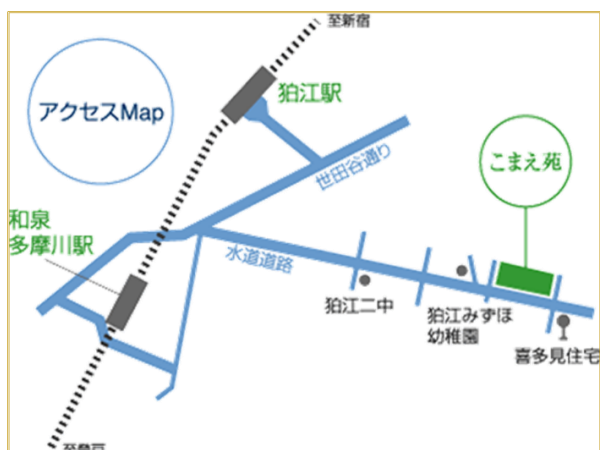 至新宿
アクセスMap
狛江駅
こまえ苑
世田谷通り
和泉
多摩川駅
水道道路
狛江二中
狛江みずほ
幼稚園
喜多見住宅